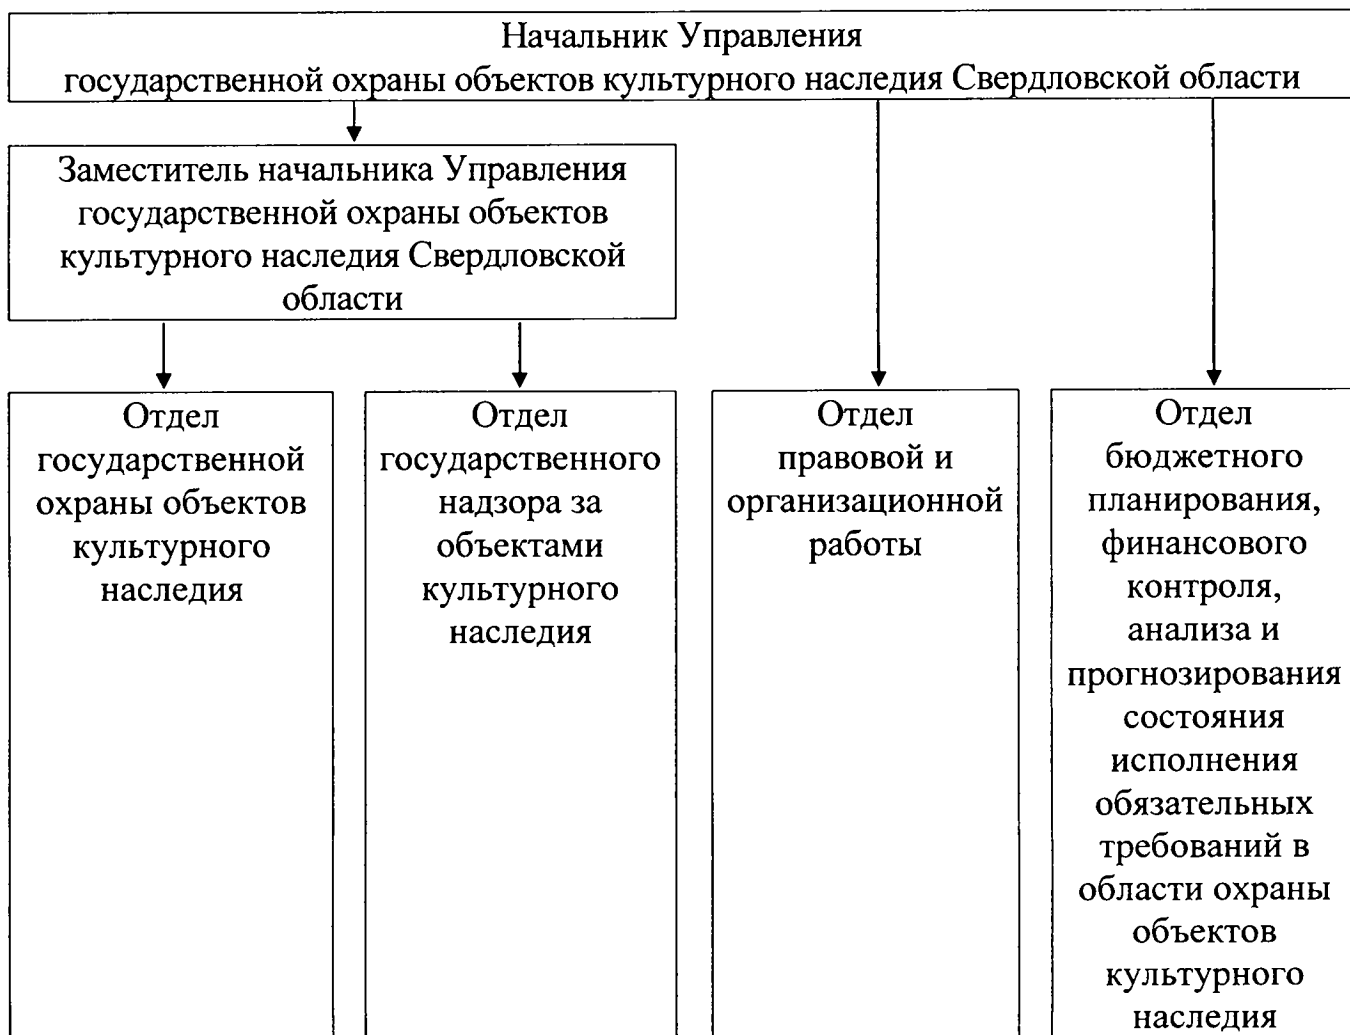 Начальник Управления
государственной охраны объектов культурного наследия Свердловской области
Заместитель начальника Управления
государственной охраны объектов
культурного наследия Свердловской
области
Отдел
государственной
охраны объектов
культурного
наследия
Отдел
государственного
надзора за
объектами
культурного
наследия
Отдел
правовой и
организационной
работы
Отдел
бюджетного
планирования,
финансового
контроля,
анализа и
прогнозирования
состояния
исполнения
обязательных
требований в
области охраны
объектов
культурного
наследия